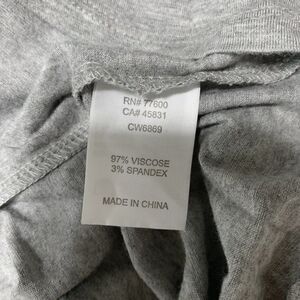 RN# 77600
CA# 45831
CW6869
97% VISCOSE
3% SPANDEX
MADE IN CHINA